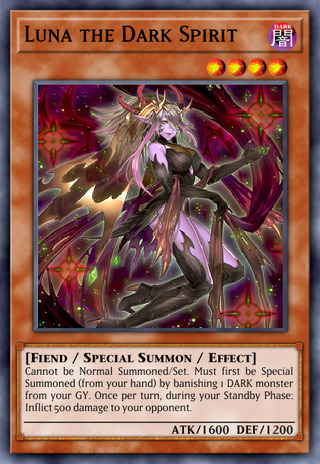 Luna the Dark Spirit
DARK
闇
[Fiend / Special Summon / Effect]
Cannot be Normal Summoned/Set. Must first be Special
Summoned (from your hand) by banishing 1 DARK monster
from your GY. Once per turn, during your Standby Phase:
Inflict 500 damage to your opponent.
ATK/1600 DEF/1200